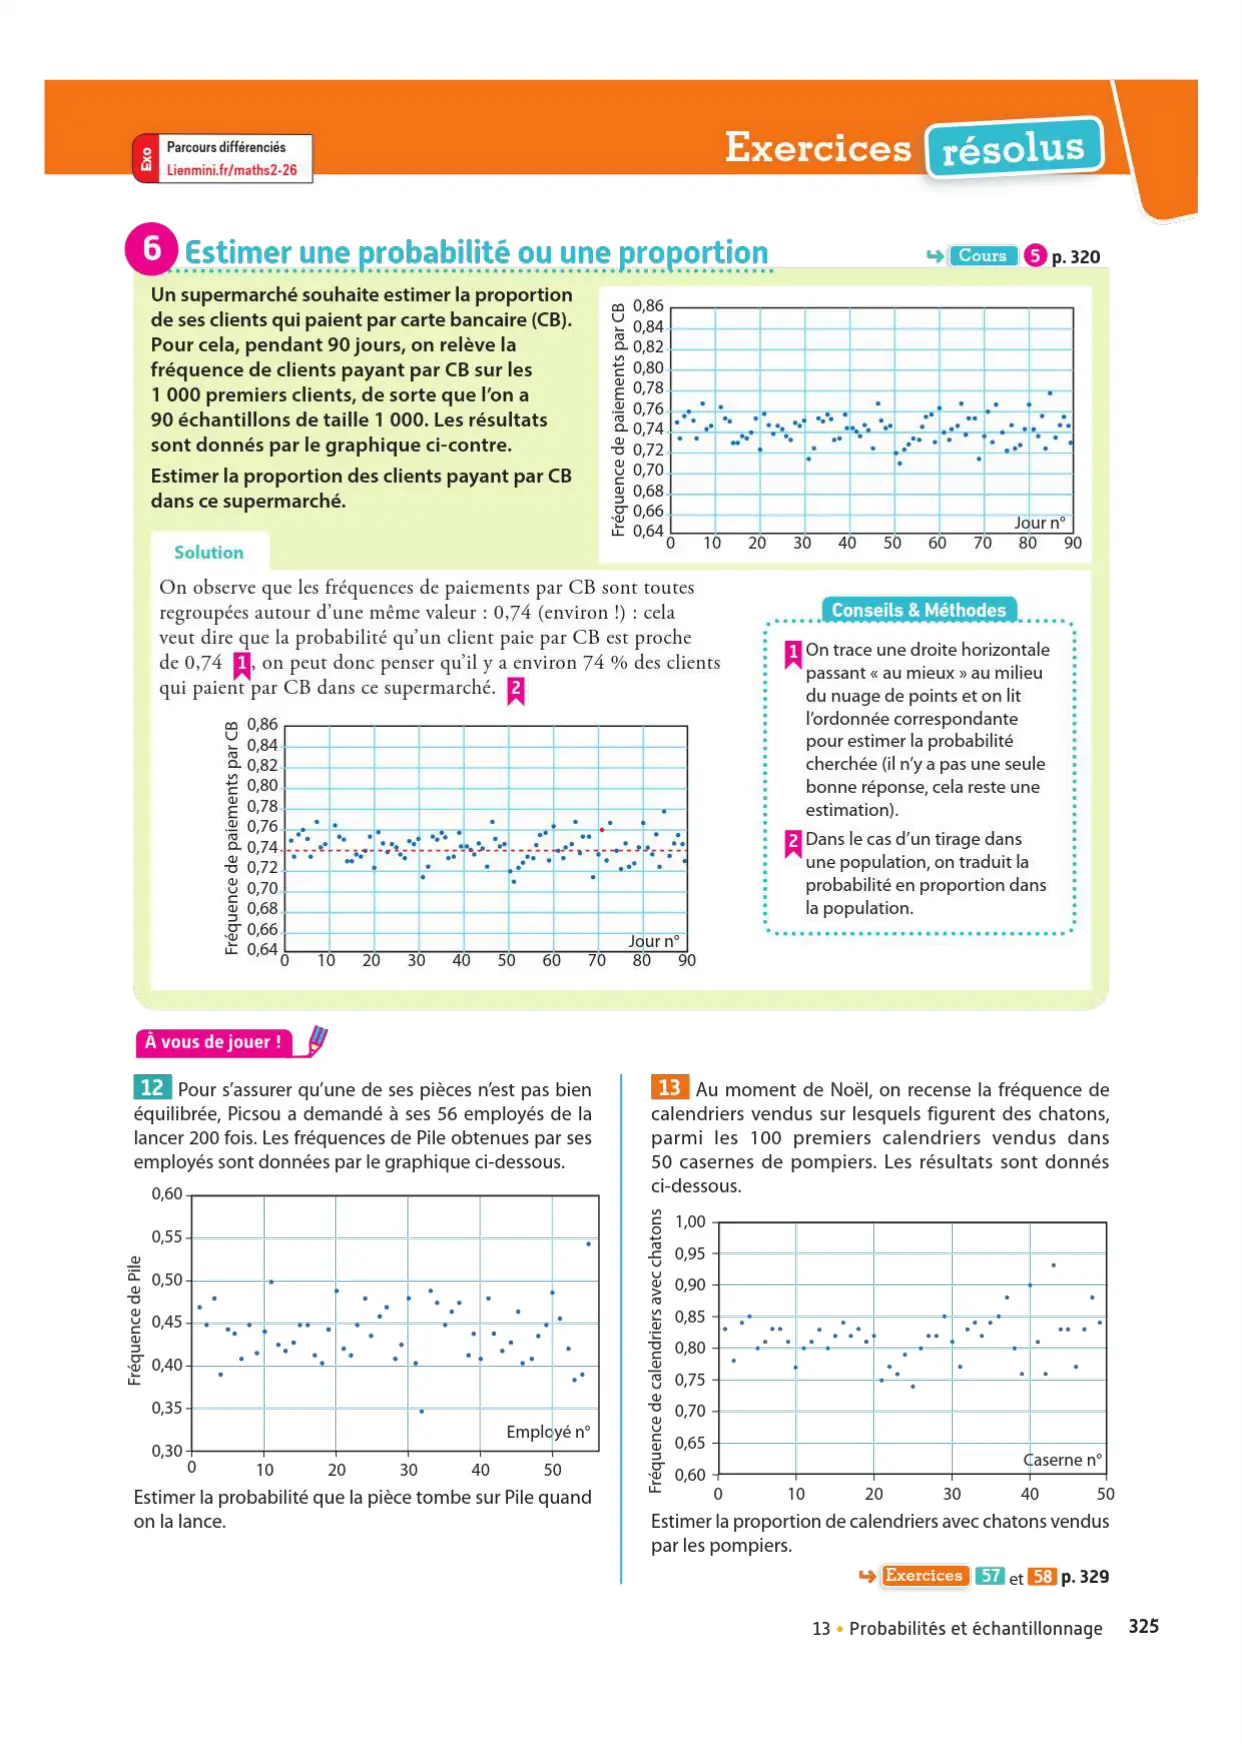 Exo
Parcours différenciés
Lienmini.fr/maths2-26
Exercices résolus
6 Estimer une probabilité ou une proportion
Cours 5 p. 320
Un supermarché souhaite estimer la proportion
de ses clients qui paient par carte bancaire (CB).
Pour cela, pendant 90 jours, on relève la
fréquence de clients payant par CB sur les
1 000 premiers clients, de sorte que l'on a
90 échantillons de taille 1 000. Les résultats
sont donnés par le graphique ci-contre.
Estimer la proportion des clients payant par CB
dans ce supermarché.
Fréquence de paiements par CB
0,86
0,84
0,82
0,80
0,78
0,76
0,74
0,72
0,70
0,68
0,66
0,64
Jour n°
0 10 20 30 40 50 60 70 80 90
Solution
On observe que les fréquences de paiements par CB sont toutes
regroupées autour d'une même valeur : 0,74 (environ !) : cela
veut dire que la probabilité qu'un client paie par CB est proche
de 0,74 1, on peut donc penser qu'il y a environ 74 % des clients
qui paient par CB dans ce supermarché. 2
Fréquence de paiements par CB
0,86
0,84
0,82
0,80
0,78
0,76
0,74
0,72
0,70
0,68
0,66
0,64
Jour n°
0 10 20 30 40 50 60 70 80 90
Conseils & Méthodes
1 On trace une droite horizontale
passant « au mieux » au milieu
du nuage de points et on lit
l'ordonnée correspondante
pour estimer la probabilité
cherchée (il n'y a pas une seule
bonne réponse, cela reste une
estimation).
2 Dans le cas d'un tirage dans
une population, on traduit la
probabilité en proportion dans
la population.
À vous de jouer !
12 Pour s'assurer qu'une de ses pièces n'est pas bien
équilibrée, Picsou a demandé à ses 56 employés de la
lancer 200 fois. Les fréquences de Pile obtenues par ses
employés sont données par le graphique ci-dessous.
Fréquence de Pile
0,60
0,55
0,50
0,45
0,40
0,35
0,30
Employé n°
0 10 20 30 40 50
Estimer la probabilité que la pièce tombe sur Pile quand
on la lance.
13 Au moment de Noël, on recense la fréquence de
calendriers vendus sur lesquels figurent des chatons,
parmi les 100 premiers calendriers vendus dans
50 casernes de pompiers. Les résultats sont donnés
ci-dessous.
Fréquence de calendriers avec chatons
1,00
0,95
0,90
0,85
0,80
0,75
0,70
0,65
0,60
Caserne n°
0 10 20 30 40 50
Estimer la proportion de calendriers avec chatons vendus
par les pompiers.
Exercices 57 et 58 p. 329
13 • Probabilités et échantillonnage 325